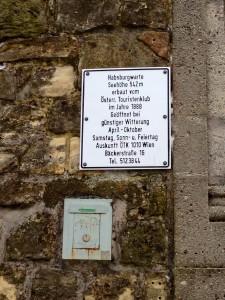 Habsburgwarte
Seehöhe 542m
erbaut vom
Österr. Touristenklub
im Jahre 1888
Geöffnet bei
günstiger Witterung
April - Oktober
Samstag, Sonn- u. Feiertag
Auskunft ÖTK 1010 Wien
Bäckerstraße 16
Tel. 5123844